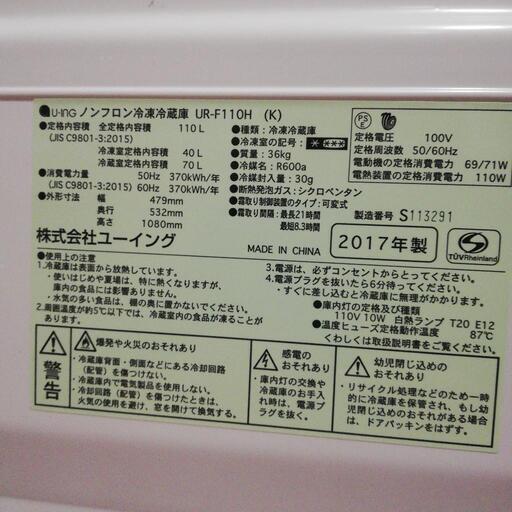 U-ING ノンフロン冷凍冷蔵庫 UR-F110H (K)
●定格内容積 全定格内容積 110L
(JIS C9801-3:2015)
冷凍室定格内容積 40L
冷蔵室定格内容積 70L
●消費電力量 50Hz 370kWh/年
(JIS C9801-3:2015) 60Hz 370kWh/年
●外形寸法 幅 479mm
奥行 532mm
高さ 1080mm
株式会社ユーイング
●種類：冷凍冷蔵庫
●冷凍室の記号：* ***
●質量：36kg
●冷媒：R600a
●冷媒封入量：30g
●断熱発泡ガス：シクロペンタン
●霜取り制御装置のタイプ：可変式
●霜取り間隔：最長21時間
最短8.3時間
MADE IN CHINA
PSE
定格電圧 100V
定格周波数 50/60Hz
電動機の定格消費電力 69/71W
電熱装置の定格消費電力 110W
製造番号 S113291
2017年製
S
TÜVRheinland
●使用上の注意
1.冷蔵庫は表面から放熱しています。
・使いはじめや夏場は、特に熱くなりますが、
庫内の食品には影響ありません。
・水気の多い食品は、棚の奥に置かないでください。
2.周囲温度が約5℃以下では、冷蔵室内の食品が凍ること
があります。
3.電源は、必ずコンセントからとってください。
4.電源プラグを抜いたら6分待ってください。
・すぐに差し込むと冷蔵庫に無理がかかります。
●庫内灯の定格及び種類
110V 10W 白熱ランプ T20 E12
●温度ヒューズ定格動作温度 87℃
くわしくは取扱説明書をご覧ください。
警告
爆発や火災のおそれあり
・冷蔵庫背面・側面などにある冷却回路
(配管)を傷つけない。
・冷蔵庫内で電気製品を使用しない。
・冷却回路(配管)を傷つけたときは、
火気の使用を避け、窓を開けて換気する。
感電の
おそれあり
・庫内灯の交換や
冷蔵庫のお手入
れ時は、電源プ
ラグを抜く。
幼児閉じ込めの
おそれあり
・リサイクル処理などのため一時的
に冷蔵庫を保管され、もし幼
児閉じ込めのおそれがある場合
は、ドアパッキンをはずす。